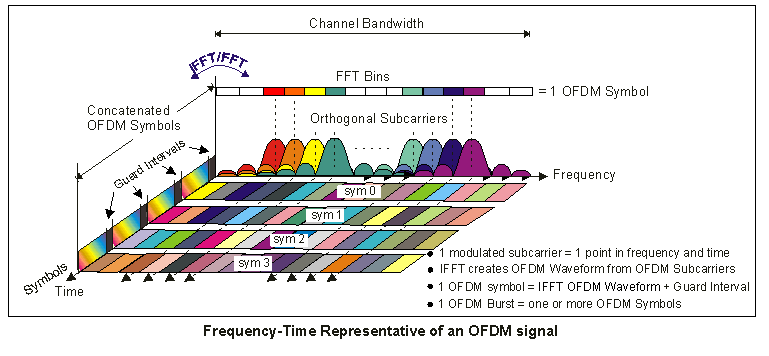 Channel Bandwidth
IFFT/FFT
FFT Bins
= 1 OFDM Symbol
Concatenated
OFDM Symbols
Orthogonal Subcarriers
Guard Intervals
Frequency
sym 0
sym 1
sym 2
sym 3
Symbols
Time
• 1 modulated subcarrier = 1 point in frequency and time
• IFFT creates OFDM Waveform from OFDM Subcarriers
• 1 OFDM symbol = IFFT OFDM Waveform + Guard Interval
• 1 OFDM Burst = one or more OFDM Symbols
Frequency-Time Representative of an OFDM signal